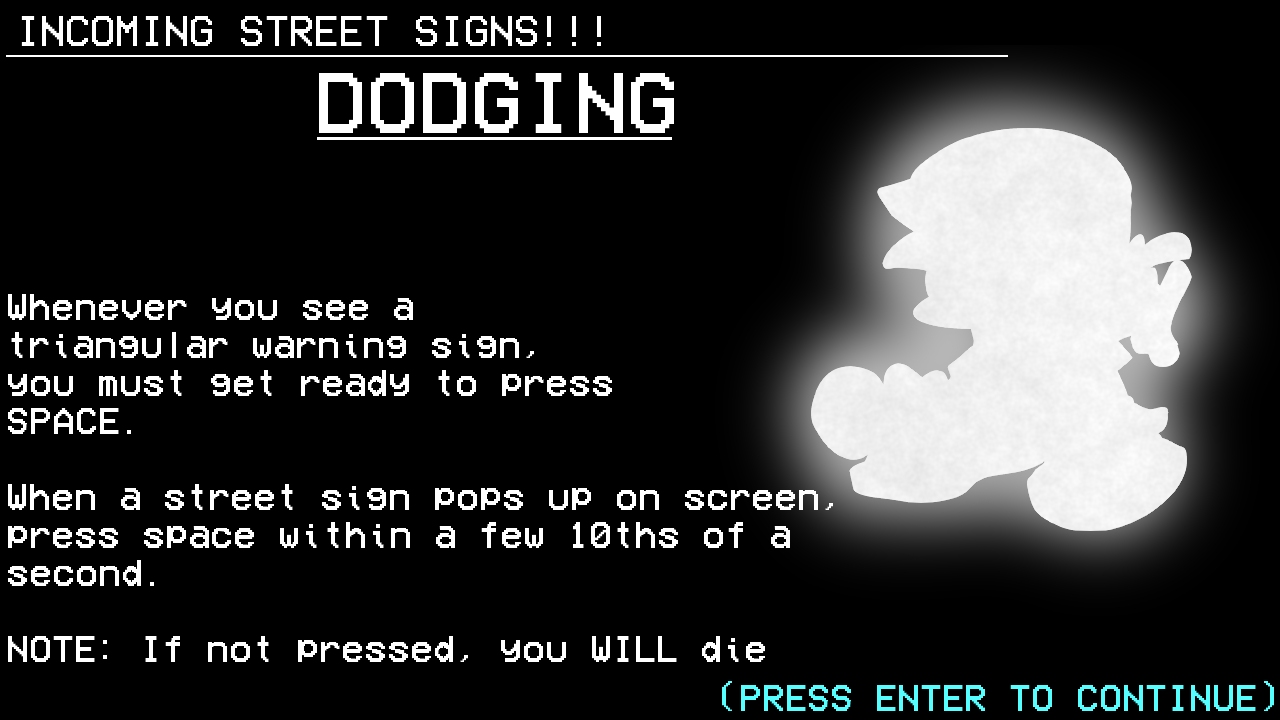 INCOMING STREET SIGNS!!!
DODGING
Whenever you see a
triangular warning sign,
you must get ready to press
SPACE.
When a street sign pops up on screen,
press space within a few 10ths of a
second.
NOTE: If not pressed, you WILL die
(PRESS ENTER TO CONTINUE)